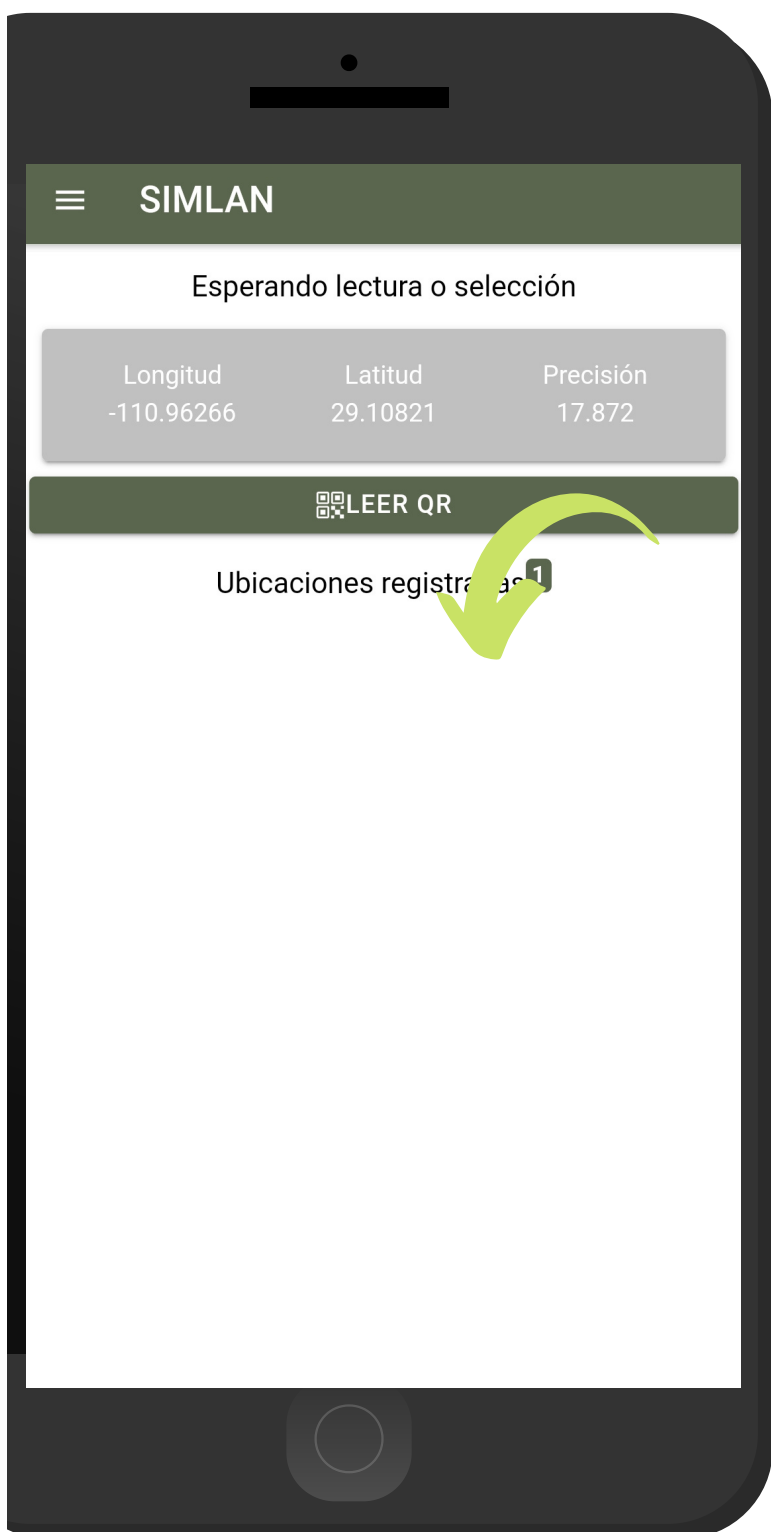 SIMLAN
Esperando lectura o selección
Longitud Latitud Precisión
-110.96266 29.10821 17.872
LEER QR
Ubicaciones 1